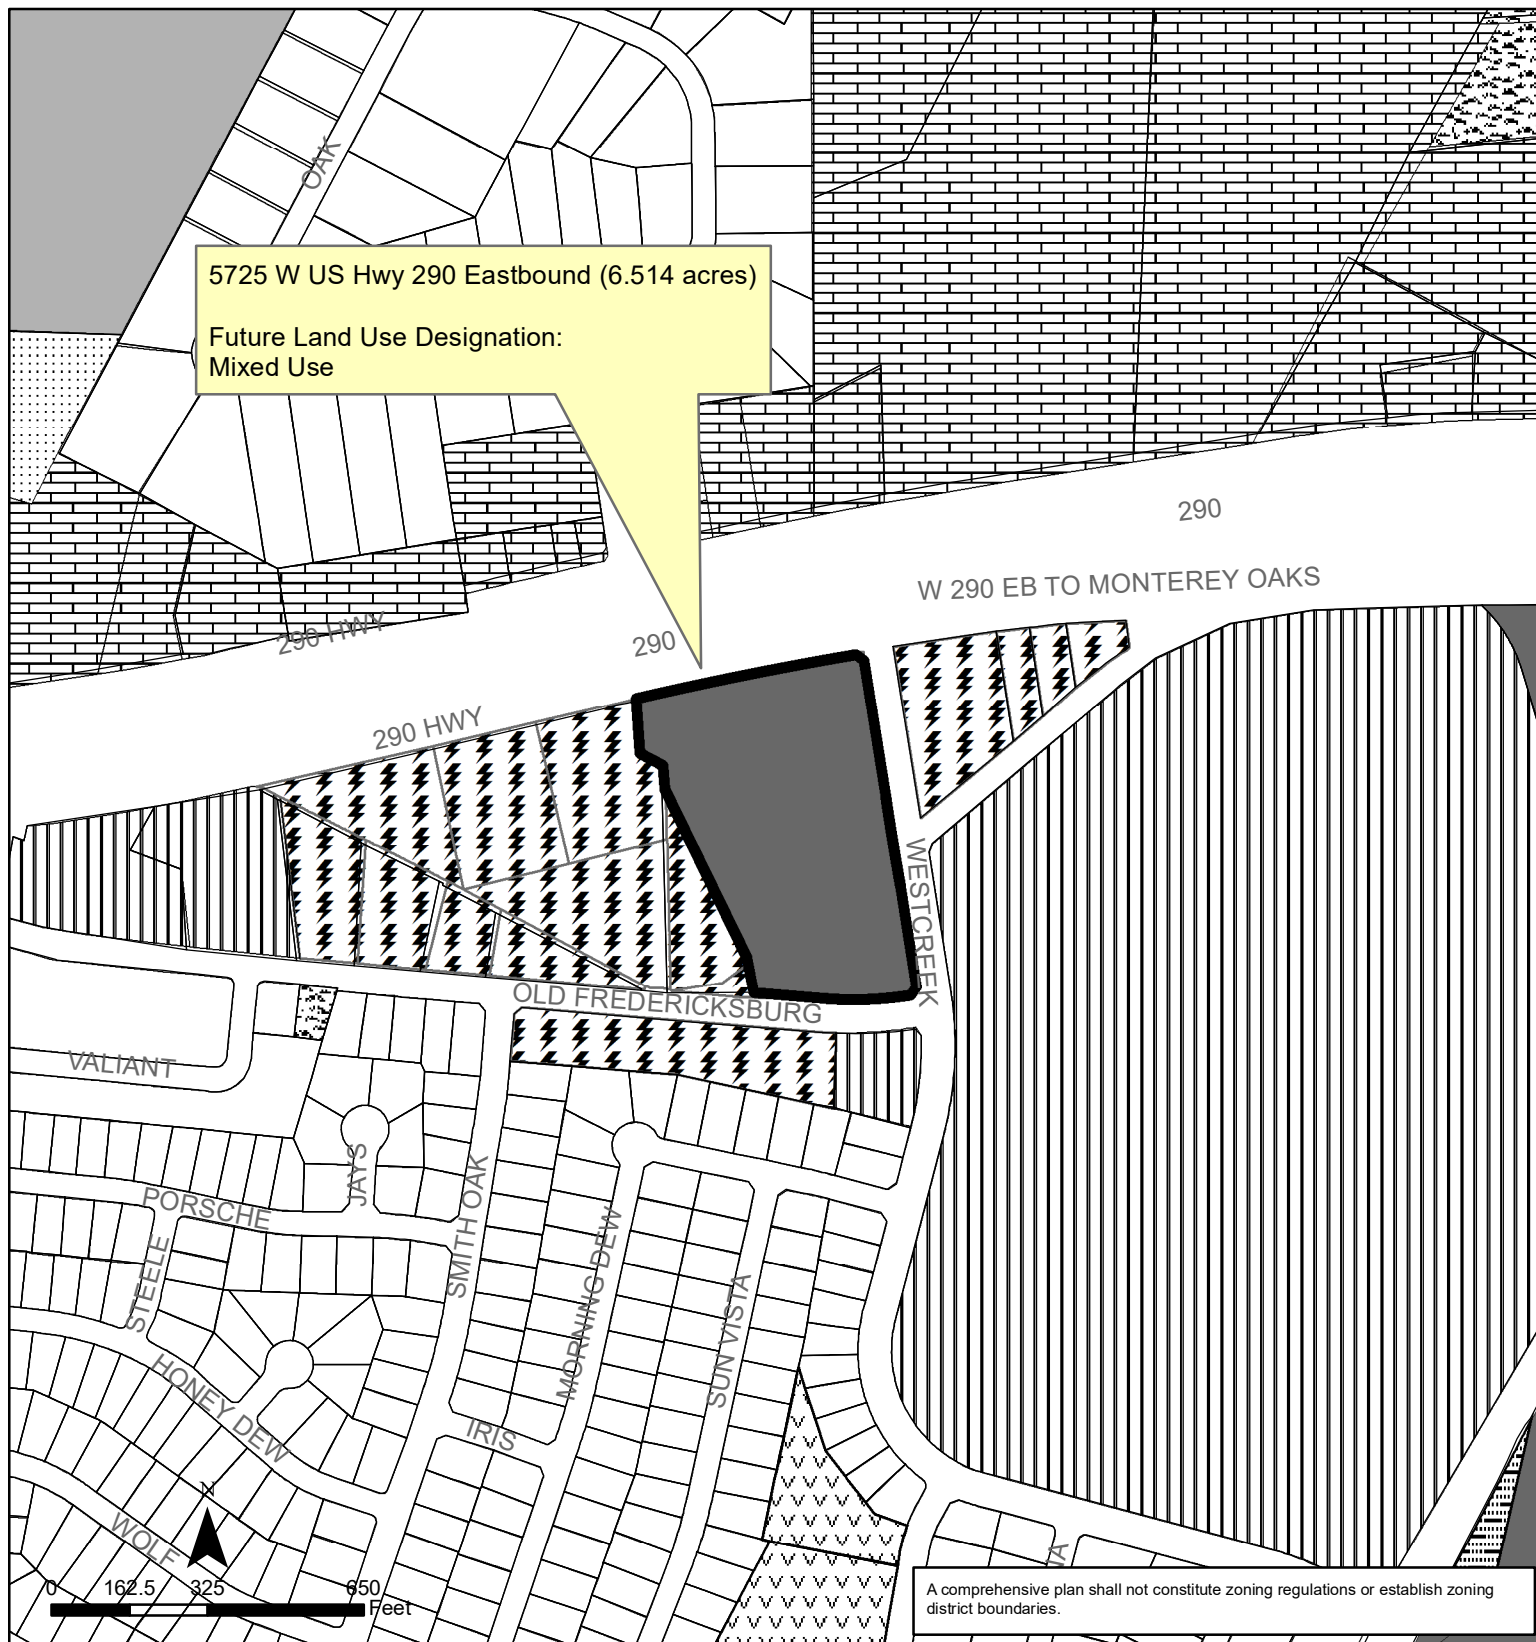 OAK
5725 W US Hwy 290 Eastbound (6.514 acres)
Future Land Use Designation:
Mixed Use
290
W 290 EB TO MONTEREY OAKS
290 HWY
290
290 HWY
WESTCREEK
OLD FREDERICKSBURG
VALIANT
JAYS
SMITH OAK
PORSCHE
STEELE
MORNING DEW
SUN VISTA
HONEY DEW
IRIS
WOLF
N
0 162.5 325 650
Feet
A comprehensive plan shall not constitute zoning regulations or establish zoning
district boundaries.